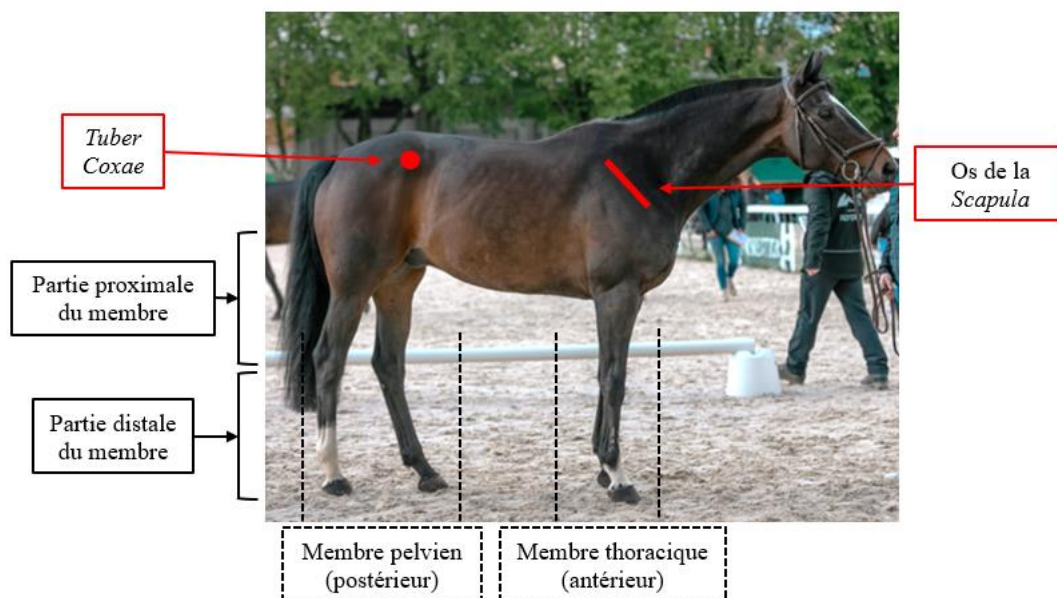 Tuber
Coxae
Os de la
Scapula
Partie proximale
du membre
Partie distale
du membre
Membre pelvien
(postérieur)
Membre thoracique
(antérieur)